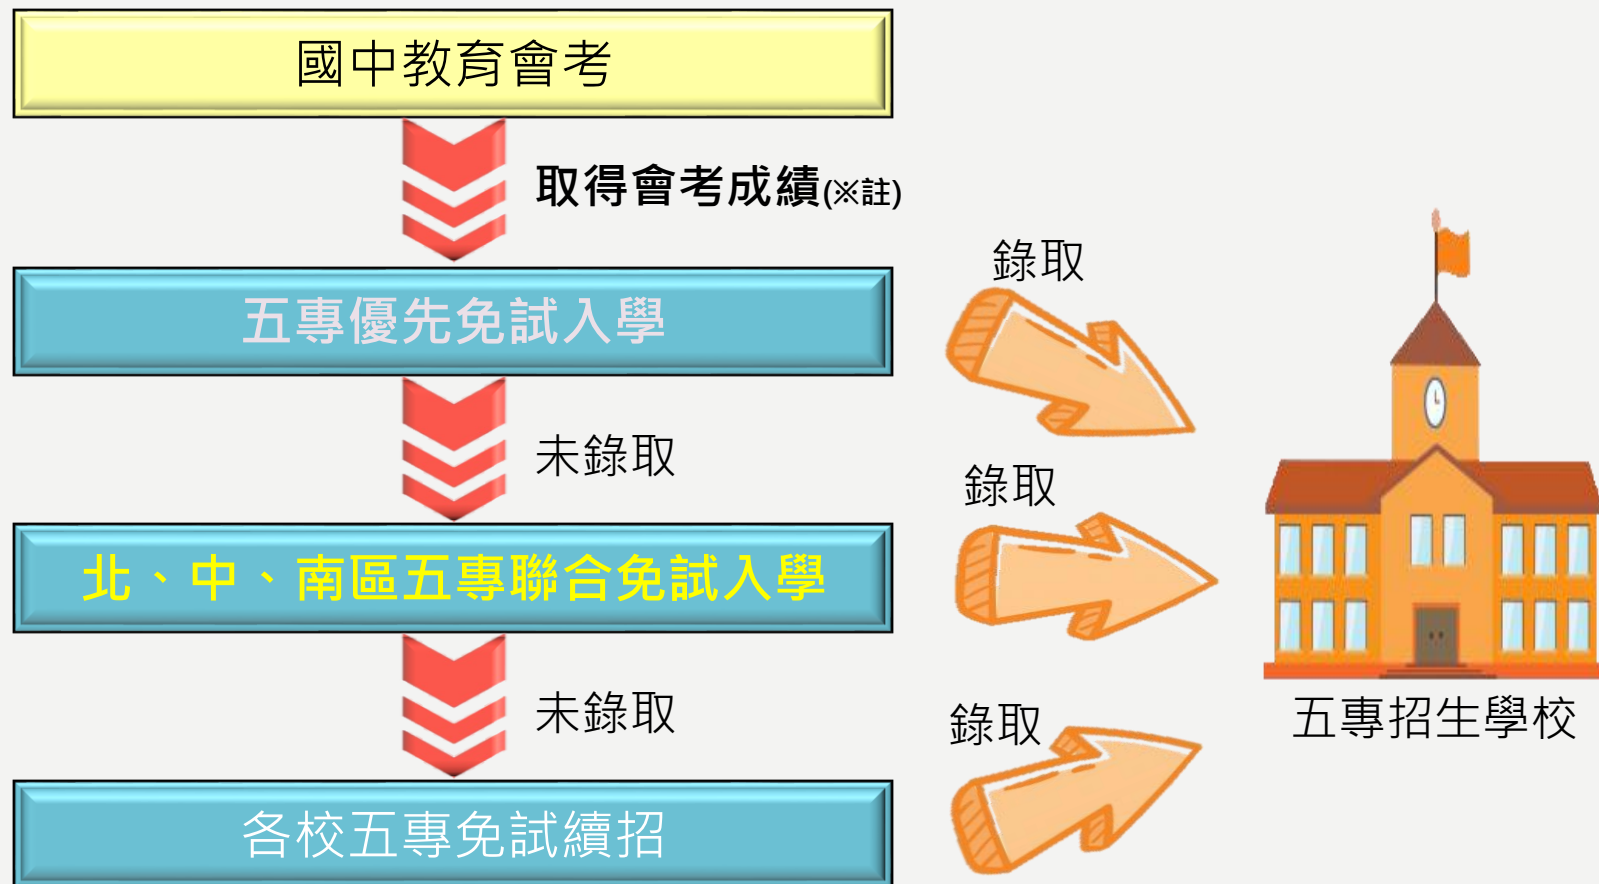 國中教育會考
取得會考成績(※註)
錄取
五專優先免試入學
未錄取
錄取
北、中、南區五專聯合免試入學
未錄取
錄取
五專招生學校
各校五專免試續招